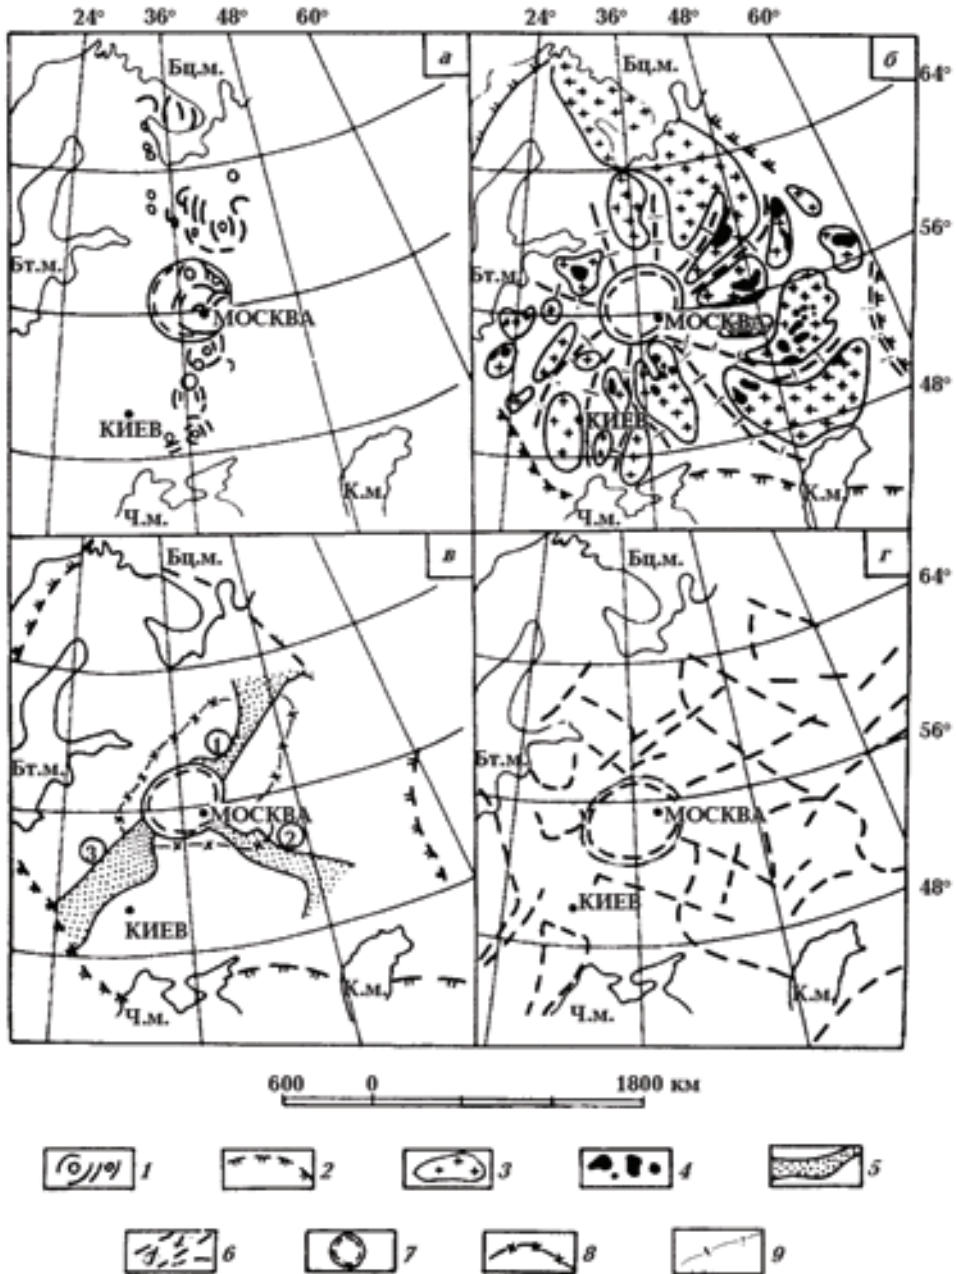 24° 36° 48° 60° 24° 36° 48° 60°
Бц.м. а Бц.м. б 64°
56°
Бт.м. Бт.м.
МОСКВА МОСКВА
48°
КИЕВ КИЕВ
К.м. К.м.
Ч.м. Ч.м.
Бц.м. в Бц.м. г
64°
1 56°
Бт.м. Бт.м.
МОСКВА МОСКВА
3 2
48°
КИЕВ КИЕВ
К.м. К.м.
Ч.м. Ч.м.
600 0 1800 км
1 2 3 4 5
6 7 8 9